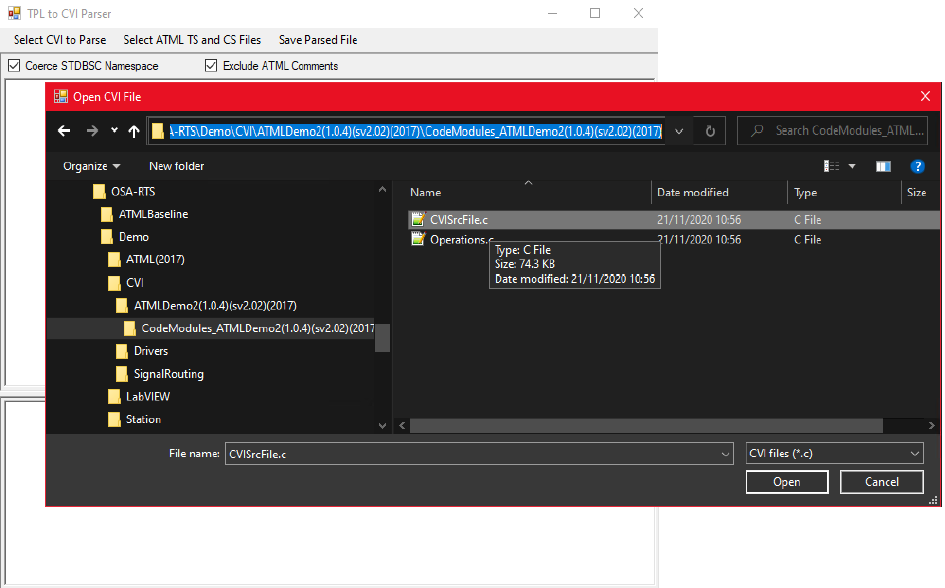 TPL to CVI Parser
Select CVI to Parse Select ATML TS and CS Files Save Parsed File
Coerce STDBSC Namespace Exclude ATML Comments
Open CVI File
A-RTS\Demo\CVI\ATMLDemo2(1.0.4)(sv2.02)(2017)\CodeModules_ATMLDemo2(1.0.4)(sv2.02)(2017) Search CodeModules_ATML...
Organize New folder
OSA-RTS
ATMLBaseline
Demo
ATML(2017)
CVI
ATMLDemo2(1.0.4)(sv2.02)(2017)
CodeModules_ATMLDemo2(1.0.4)(sv2.02)(2017
Drivers
SignalRouting
LabVIEW
Station
Name Date modified Type Size
CVISrcFile.c 21/11/2020 10:56 C File
Operations.c 21/11/2020 10:56 C File
Type: C File
Size: 74.3 KB
Date modified: 21/11/2020 10:56
File name: CVISrcFile.c CVI files (*.c)
Open Cancel